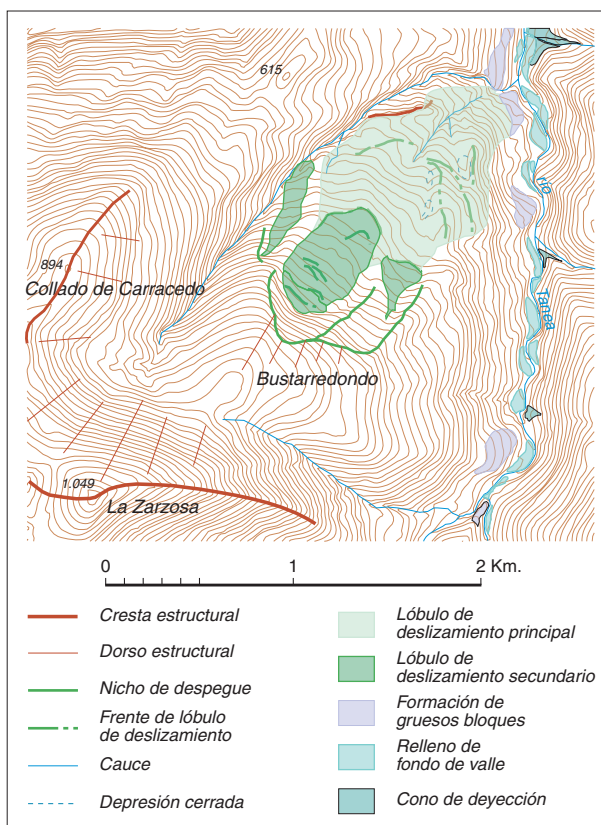 615
río
894
Collado de Carracedo
Tanea
Bustarredondo
1.049
La Zarzosa
0 1 2 Km.
Cresta estructural
Dorso estructural
Nicho de despegue
Frente de lóbulo
de deslizamiento
Cauce
Depresión cerrada
Lóbulo de
deslizamiento principal
Lóbulo de
deslizamiento secundario
Formación de
gruesos bloques
Relleno de
fondo de valle
Cono de deyección